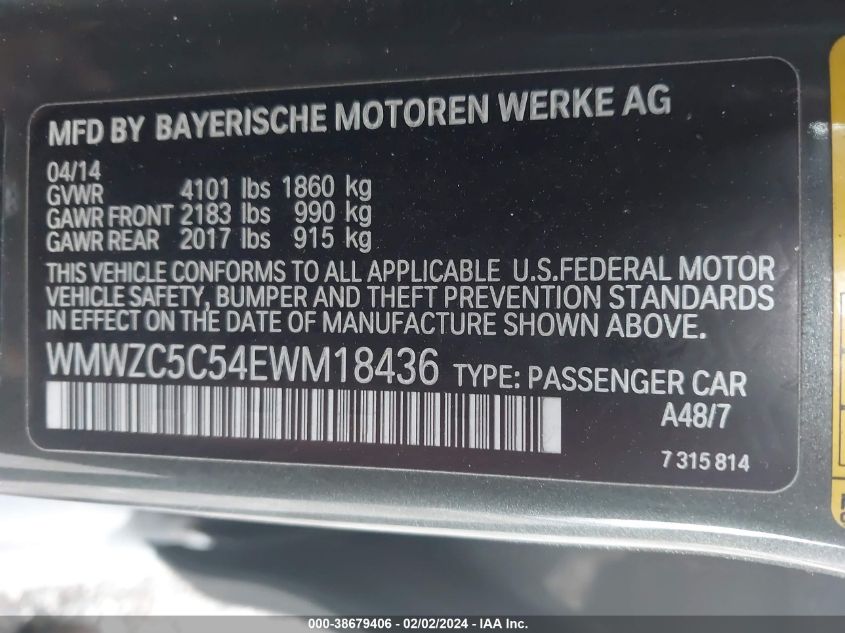 MFD BY BAYERISCHE MOTOREN WERKE AG
04/14
GVWR 4101 lbs 1860 kg
GAWR FRONT 2183 lbs 990 kg
GAWR REAR 2017 lbs 915 kg
THIS VEHICLE CONFORMS TO ALL APPLICABLE U.S.FEDERAL MOTOR
VEHICLE SAFETY, BUMPER AND THEFT PREVENTION STANDARDS
IN EFFECT ON THE DATE OF MANUFACTURE SHOWN ABOVE.
WMWZC5C54EWM18436 TYPE: PASSENGER CAR
A48/7
7 315 814
© -- 38679406 - 02/02/2024 - IAA Inc.